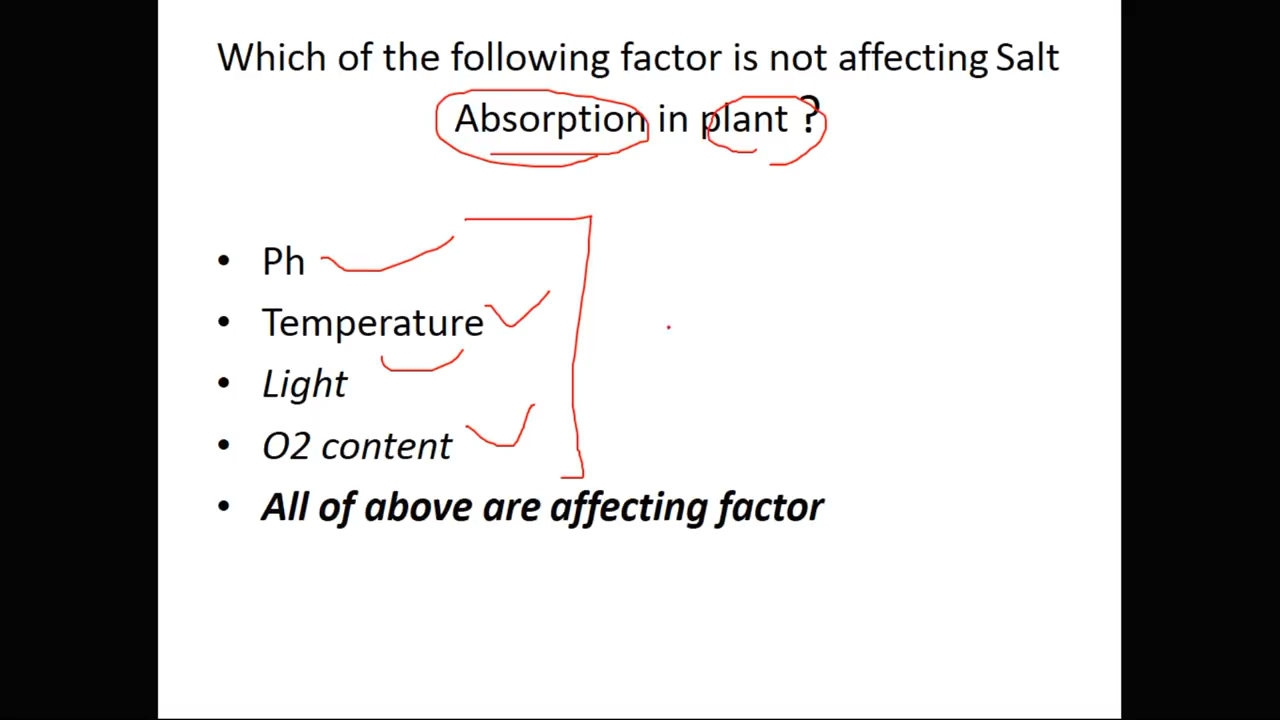 Which of the following factor is not affecting Salt
Absorption in plant ?
• Ph
• Temperature
• Light
• O2 content
• All of above are affecting factor